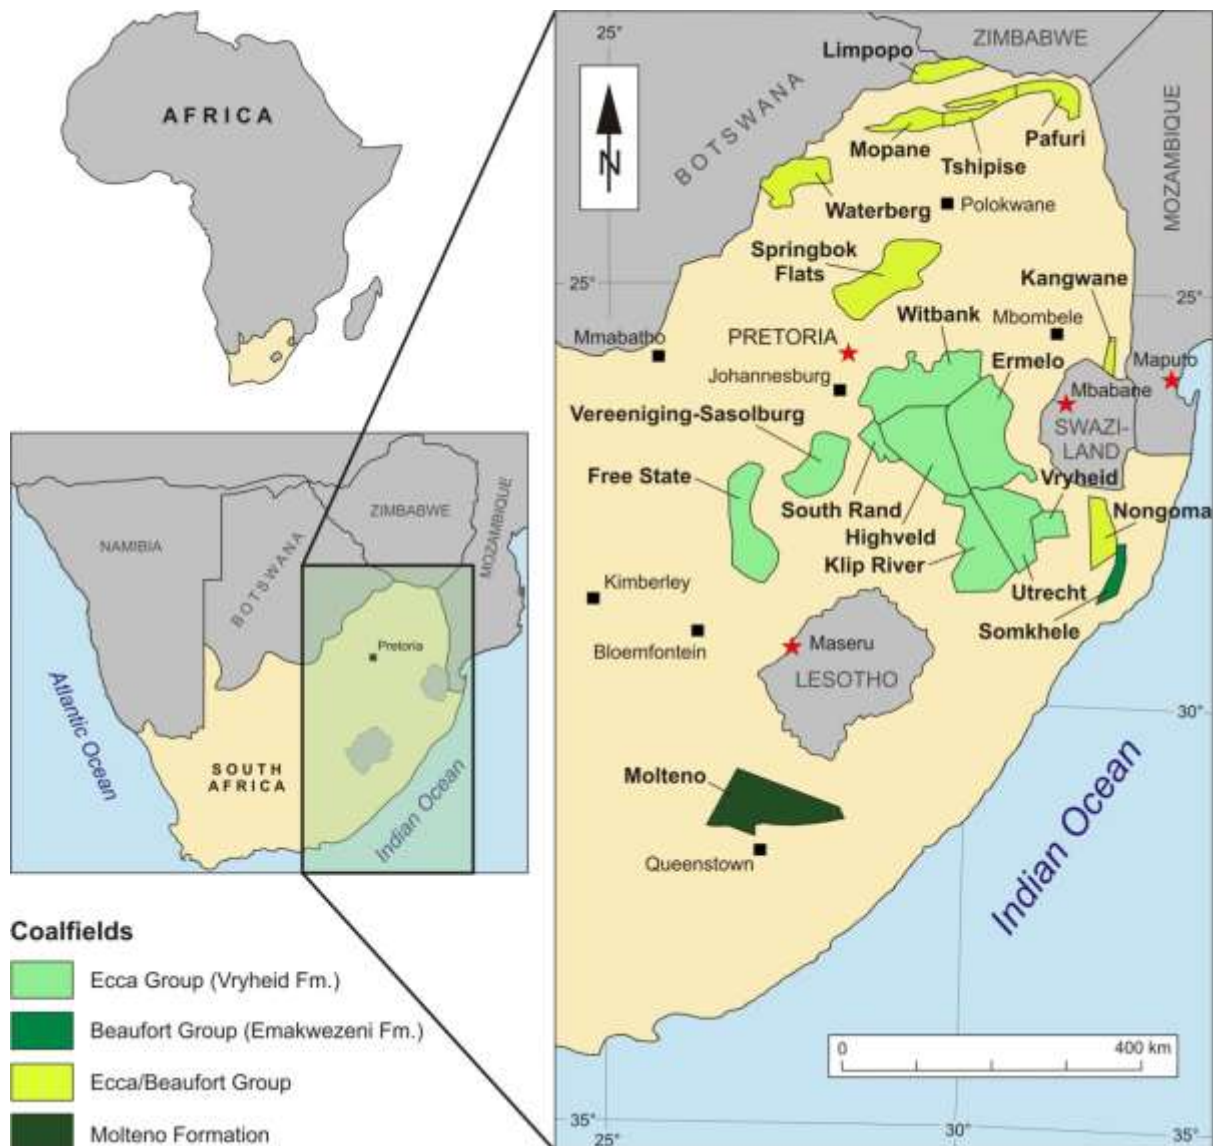 AFRICA
NAMIBIA
BOTSWANA
ZIMBABWE
MOZAMBIQUE
Pretoria
Atlantic Ocean
SOUTH
AFRICA
Indian Ocean
Coalfields
Ecca Group (Vryheid Fm.)
Beaufort Group (Emakwezeni Fm.)
Ecca/Beaufort Group
Molteno Formation
25°
ZIMBABWE
Limpopo
N
BOTSWANA
MOZAMBIQUE
Mopane
Pafuri
Tshipise
Waterberg
Polokwane
Springbok
Flats
Kangwane
25°
25°
Witbank
Mbombele
Mmabatho
PRETORIA
Ermelo
Maputo
Johannesburg
Mbabane
Vereeniging-Sasolburg
SWAZI-
LAND
Free State
Vryheid
South Rand
Nongoma
Highveld
Klip River
Kimberley
Utrecht
Somkhele
Bloemfontein
Maseru
LESOTHO
30°
Molteno
Queenstown
Indian Ocean
0
400 km
35°
25°
30°
35°